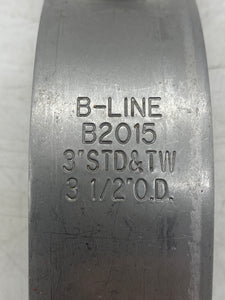 B-LINE
B2015
3"STD&TW
3 1/2"O.D.